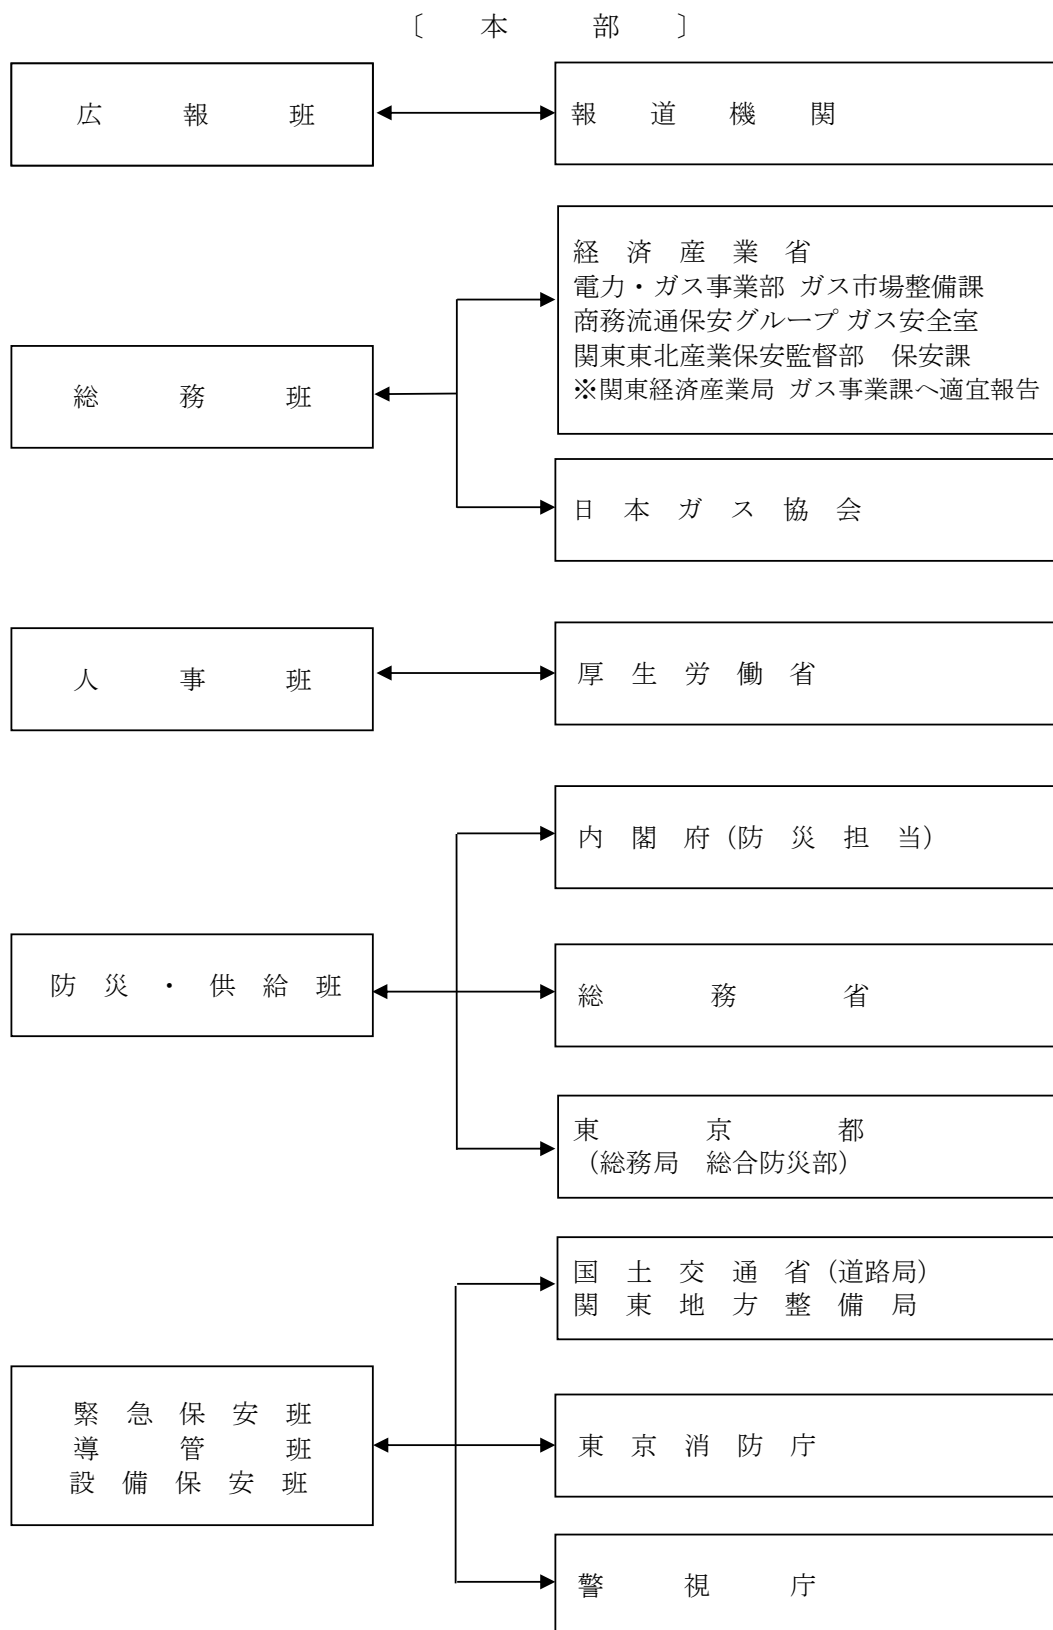 〔 本 部 〕
広 報 班
報 道 機 関
経 済 産 業 省
電力・ガス事業部 ガス市場整備課
商務流通保安グループ ガス安全室
関東東北産業保安監督部 保安課
※関東経済産業局 ガス事業課へ適宜報告
総 務 班
日 本 ガ ス 協 会
人 事 班
厚 生 労 働 省
内 閣 府 (防 災 担 当)
防 災 ・ 供 給 班
総 務 省
東 京 都
(総務局 総合防災部)
国 土 交 通 省 (道路局)
関 東 地 方 整 備 局
緊 急 保 安 班
導 管 班
設 備 保 安 班
東 京 消 防 庁
警 視 庁